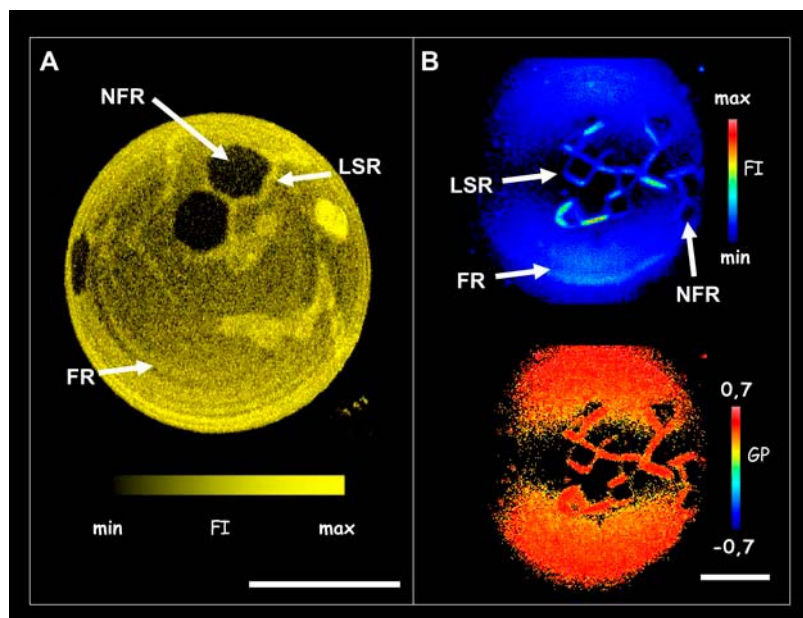 A
NFR
LSR
FR
min FI max
B
max
FI
min
LSR
FR
NFR
0,7
GP
-0,7